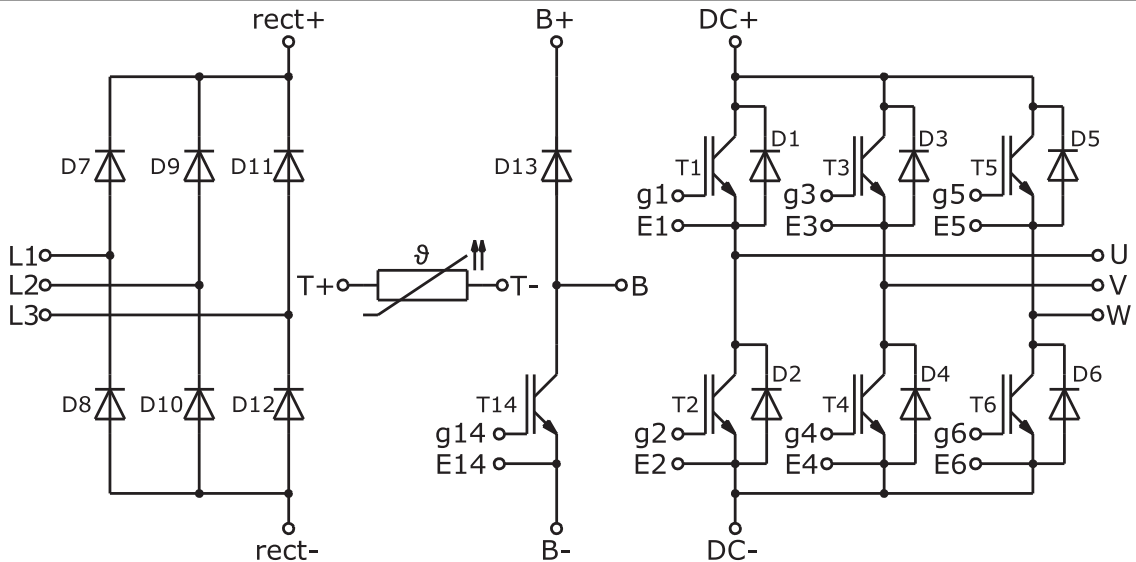 rect+ B+ DC+
D7 D9 D11 D13 T1 D1 T3 D3 T5 D5
g1 g3 g5
E1 E3 E5
L1 U
L2 T+ ϑ T- B V
L3 W
D8 D10 D12 T14 T2 D2 T4 D4 T6 D6
g14 g2 g4 g6
E14 E2 E4 E6
rect- B- DC-